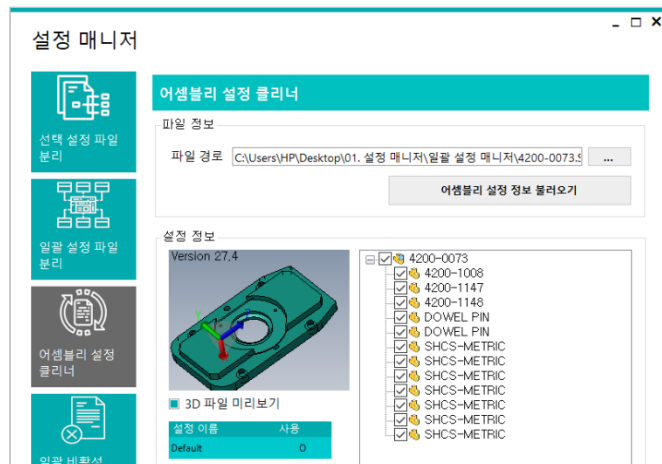 설정 매니저
선택 설정 파일
분리
일괄 설정 파일
분리
어셈블리 설정
클리너
일괄 비활성
어셈블리 설정 클리너
파일 정보
파일 경로
C:\Users\HP\Desktop\01. 설정 매니저\일괄 설정 매니저\4200-0073.S
...
어셈블리 설정 정보 불러오기
설정 정보
Version 27.4
3D 파일 미리보기
설정 이름 사용
Default O
4200-0073
4200-1008
4200-1147
4200-1148
DOWEL PIN
DOWEL PIN
SHCS-METRIC
SHCS-METRIC
SHCS-METRIC
SHCS-METRIC
SHCS-METRIC
SHCS-METRIC
SHCS-METRIC